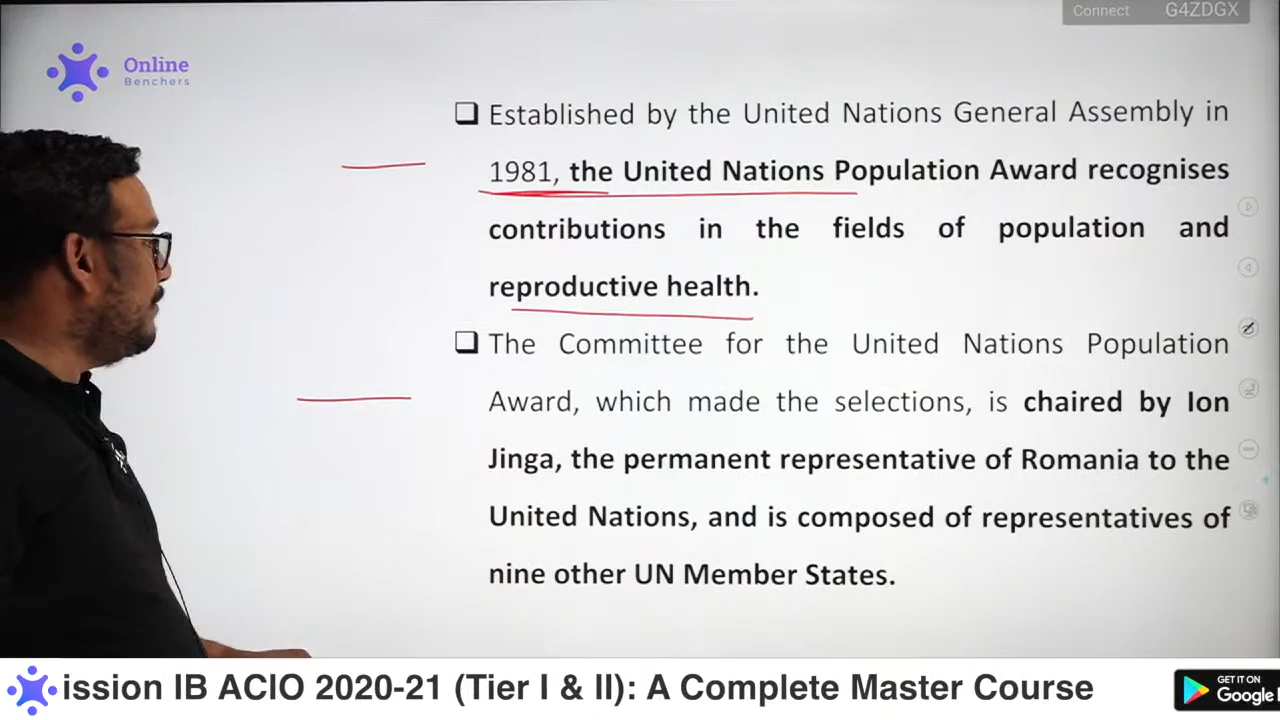 Connect G4ZDGX
Online
Benchers
Established by the United Nations General Assembly in
1981, the United Nations Population Award recognises
contributions in the fields of population and
reproductive health.
The Committee for the United Nations Population
Award, which made the selections, is chaired by Ion
Jinga, the permanent representative of Romania to the
United Nations, and is composed of representatives of
nine other UN Member States.
ission IB ACIO 2020-21 (Tier I & II): A Complete Master Course
GET IT ON
Google